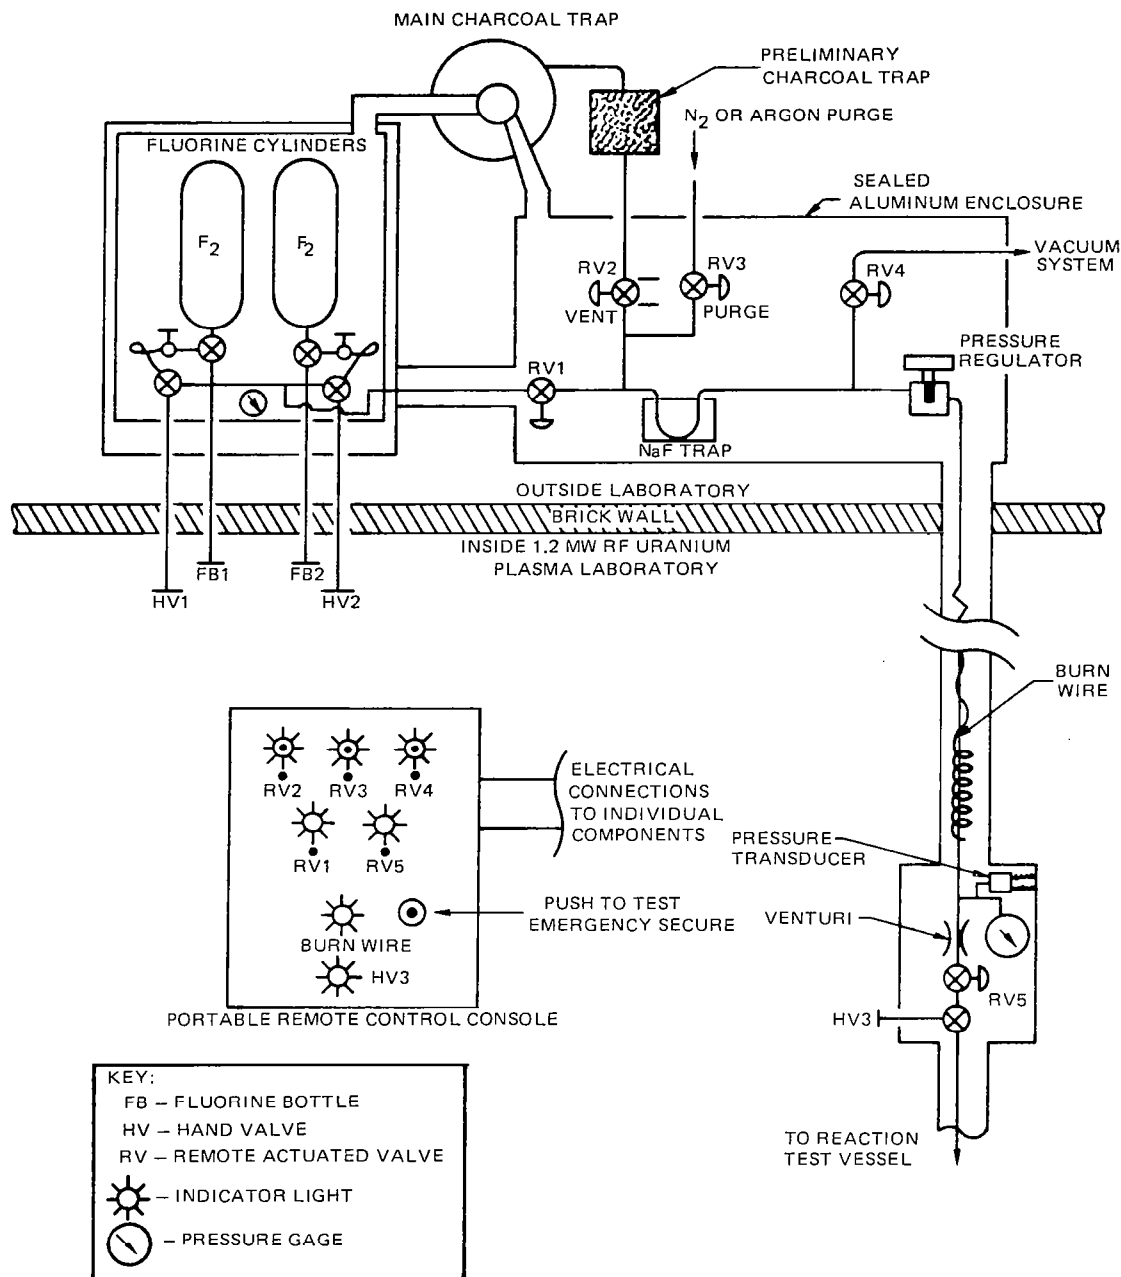 MAIN CHARCOAL TRAP
PRELIMINARY
CHARCOAL TRAP
N2 OR ARGON PURGE
FLUORINE CYLINDERS
SEALED
ALUMINUM ENCLOSURE
F2
F2
RV2
VENT
RV3
PURGE
RV4
VACUUM
SYSTEM
PRESSURE
REGULATOR
RV1
NaF TRAP
OUTSIDE LABORATORY
BRICK WALL
INSIDE 1.2 MW RF URANIUM
PLASMA LABORATORY
FB1
FB2
HV1
HV2
BURN
WIRE
RV2
RV3
RV4
RV1
RV5
ELECTRICAL
CONNECTIONS
TO INDIVIDUAL
COMPONENTS
PRESSURE
TRANSDUCER
PUSH TO TEST
EMERGENCY SECURE
VENTURI
BURN WIRE
HV3
RV5
HV3
PORTABLE REMOTE CONTROL CONSOLE
KEY:
FB – FLUORINE BOTTLE
HV – HAND VALVE
RV – REMOTE ACTUATED VALVE
– INDICATOR LIGHT
– PRESSURE GAGE
TO REACTION
TEST VESSEL